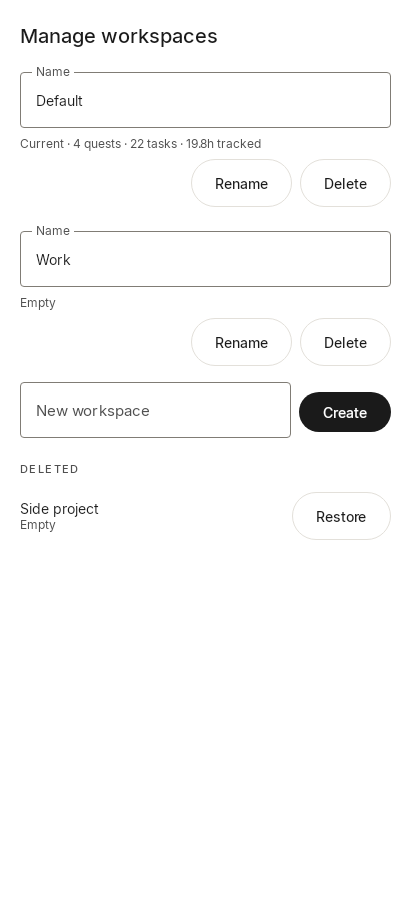 Manage workspaces
Name
Default
Current · 4 quests · 22 tasks · 19.8h tracked
Rename
Delete
Name
Work
Empty
Rename
Delete
New workspace
Create
DELETED
Side project
Empty
Restore